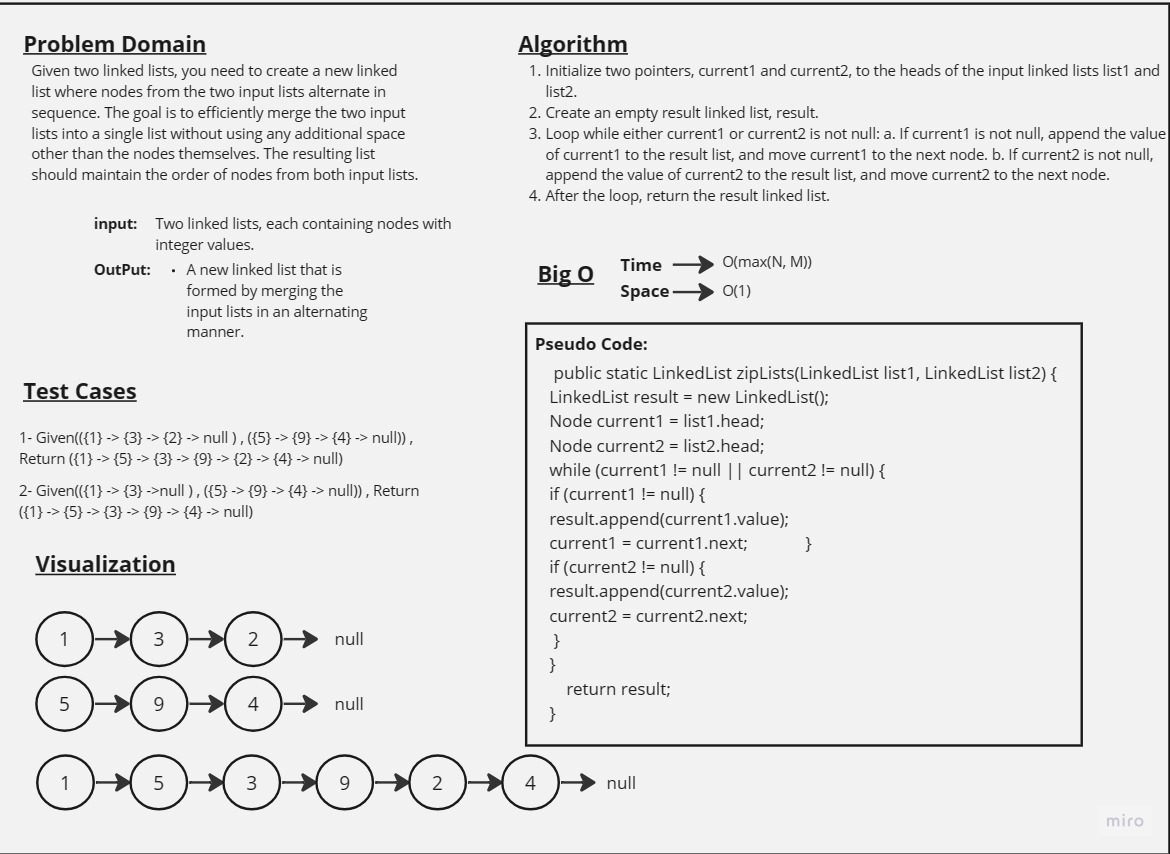 Problem Domain
Given two linked lists, you need to create a new linked
list where nodes from the two input lists alternate in
sequence. The goal is to efficiently merge the two input
lists into a single list without using any additional space
other than the nodes themselves. The resulting list
should maintain the order of nodes from both input lists.
input: Two linked lists, each containing nodes with
integer values.
OutPut: • A new linked list that is
formed by merging the
input lists in an alternating
manner.
Test Cases
1- Given(({1} -> {3} -> {2} -> null ) , ({5} -> {9} -> {4} -> null)) ,
Return ({1} -> {5} -> {3} -> {9} -> {2} -> {4} -> null)
2- Given(({1} -> {3} ->null ) , ({5} -> {9} -> {4} -> null)) , Return
({1} -> {5} -> {3} -> {9} -> {4} -> null)
Visualization
1 3 2 null
5 9 4 null
1 5 3 9 2 4 null
Algorithm
1. Initialize two pointers, current1 and current2, to the heads of the input linked lists list1 and
list2.
2. Create an empty result linked list, result.
3. Loop while either current1 or current2 is not null: a. If current1 is not null, append the value
of current1 to the result list, and move current1 to the next node. b. If current2 is not null,
append the value of current2 to the result list, and move current2 to the next node.
4. After the loop, return the result linked list.
Big O
Time O(max(N, M))
Space O(1)
Pseudo Code:
public static LinkedList zipLists(LinkedList list1, LinkedList list2) {
LinkedList result = new LinkedList();
Node current1 = list1.head;
Node current2 = list2.head;
while (current1 != null || current2 != null) {
if (current1 != null) {
result.append(current1.value);
current1 = current1.next; }
if (current2 != null) {
result.append(current2.value);
current2 = current2.next;
}
}
return result;
}
miro